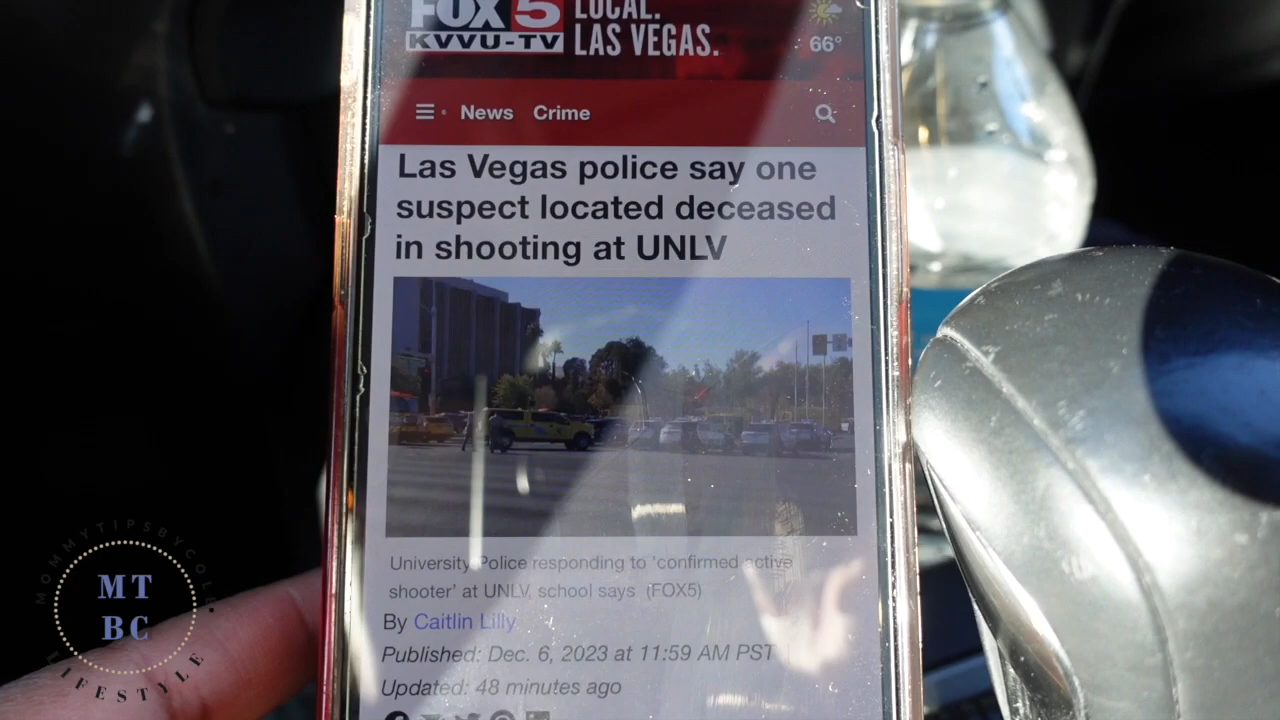 FOX 5
KVVU-TV
LOCAL.
LAS VEGAS.
66°
News Crime
Las Vegas police say one
suspect located deceased
in shooting at UNLV
University Police responding to 'confirmed active
shooter' at UNLV, school says (FOX5)
By Caitlin Lilly
Published: Dec. 6, 2023 at 11:59 AM PST
Updated: 48 minutes ago
MOMMYTIPSBYCOLE
MT
BC
LIFESTYLE